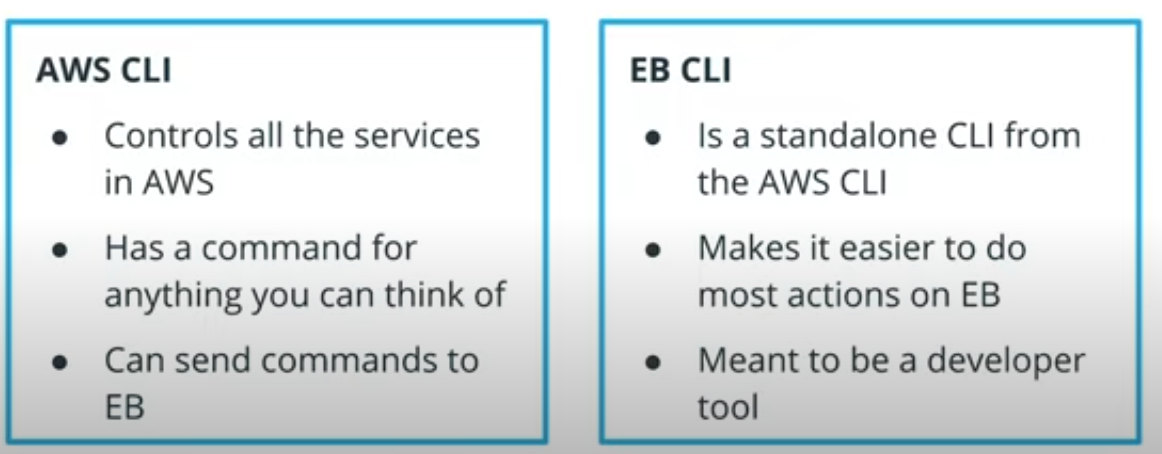 AWS CLI
● Controls all the services
in AWS
● Has a command for
anything you can think of
● Can send commands to
EB
EB CLI
● Is a standalone CLI from
the AWS CLI
● Makes it easier to do
most actions on EB
● Meant to be a developer
tool